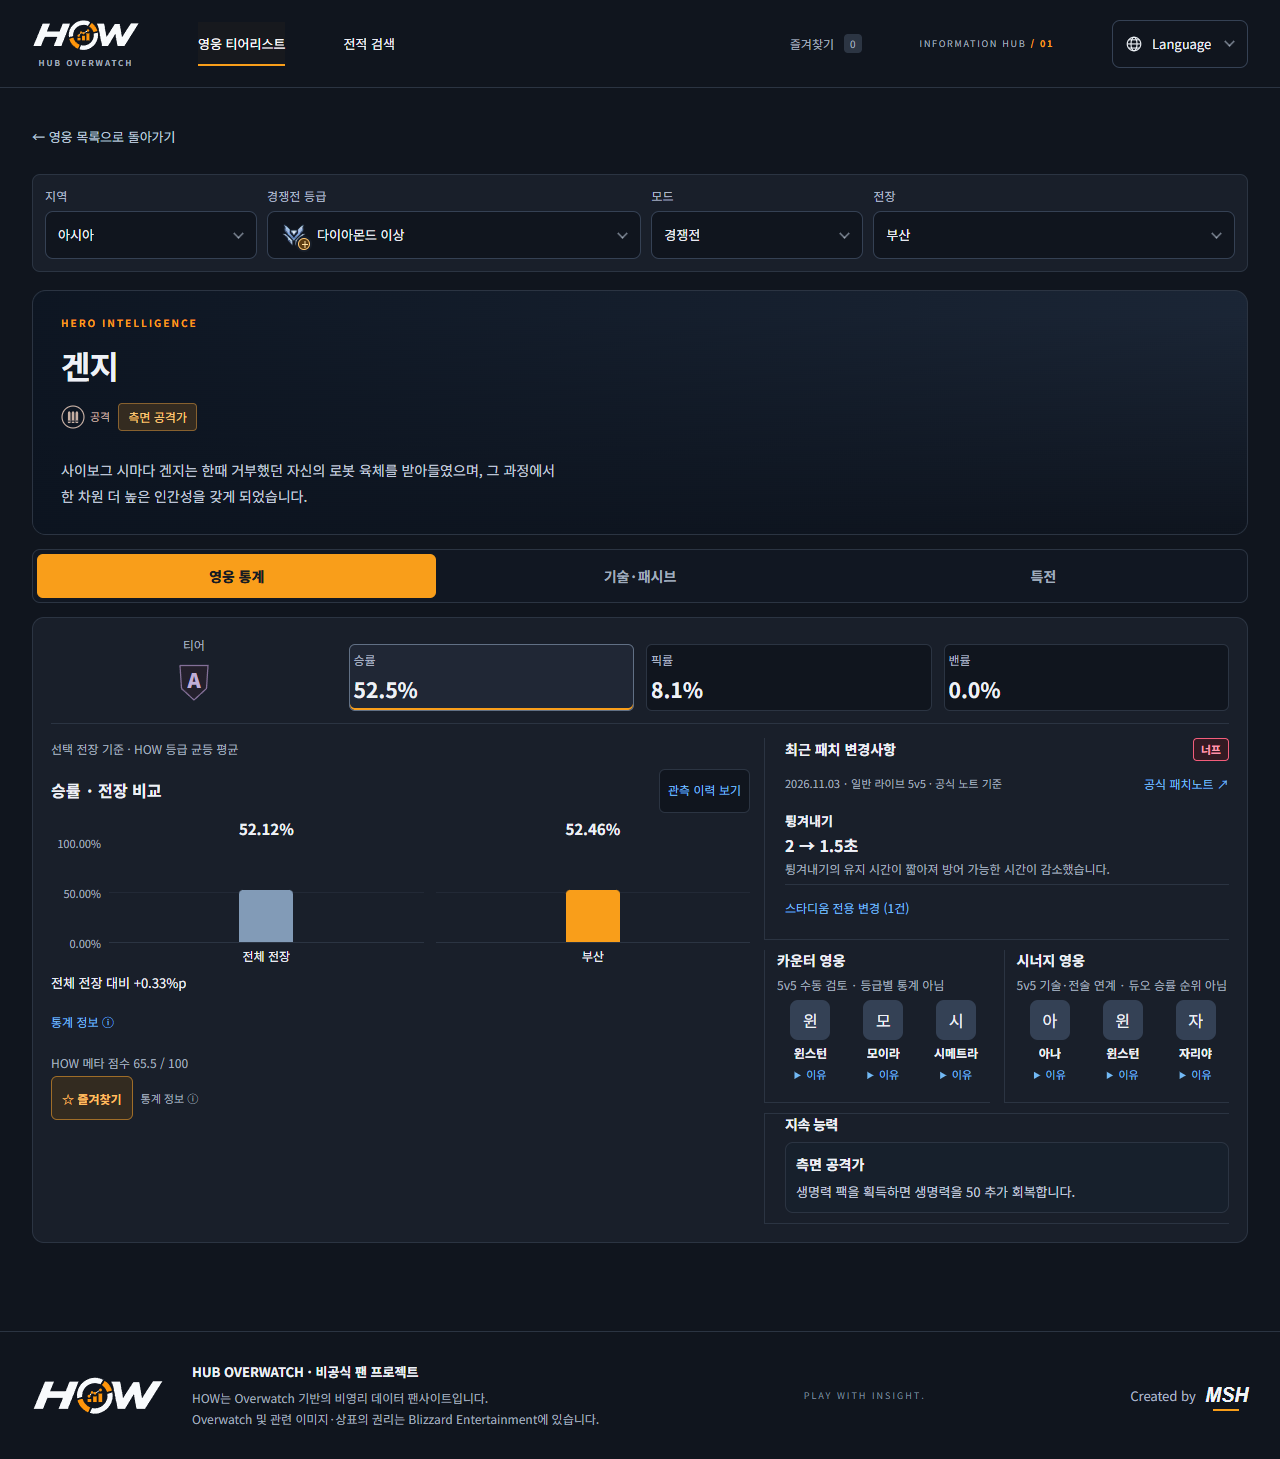 HOW
HUB OVERWATCH
영웅 티어리스트
전적 검색
즐겨찾기 0
INFORMATION HUB / 01
Language
← 영웅 목록으로 돌아가기
지역
경쟁전 등급
모드
전장
아시아
다이아몬드 이상
경쟁전
부산
HERO INTELLIGENCE
겐지
공격 측면 공격가
사이보그 시마다 겐지는 한때 거부했던 자신의 로봇 육체를 받아들였으며, 그 과정에서
한 차원 더 높은 인간성을 갖게 되었습니다.
영웅 통계
기술·패시브
특전
티어
A
승률
52.5%
픽률
8.1%
밴률
0.0%
선택 전장 기준 · HOW 등급 균등 평균
승률 · 전장 비교
관측 이력 보기
52.12%
52.46%
100.00%
50.00%
0.00%
전체 전장
부산
전체 전장 대비 +0.33%p
통계 정보 ⓘ
HOW 메타 점수 65.5 / 100
☆ 즐겨찾기
통계 정보 ⓘ
최근 패치 변경사항
너프
2026.11.03 · 일반 라이브 5v5 · 공식 노트 기준
공식 패치노트 ↗
튕겨내기
2 → 1.5초
튕겨내기의 유지 시간이 짧아져 방어 가능한 시간이 감소했습니다.
스타디움 전용 변경 (1건)
카운터 영웅
5v5 수동 검토 · 등급별 통계 아님
윈
모
시
윈스턴
모이라
시메트라
▶ 이유
▶ 이유
▶ 이유
시너지 영웅
5v5 기술·전술 연계 · 듀오 승률 순위 아님
아
윈
자
아나
윈스턴
자리야
▶ 이유
▶ 이유
▶ 이유
지속 능력
측면 공격가
생명력 팩을 획득하면 생명력을 50 추가 회복합니다.
HOW
HUB OVERWATCH · 비공식 팬 프로젝트
HOW는 Overwatch 기반의 비영리 데이터 팬사이트입니다.
Overwatch 및 관련 이미지·상표의 권리는 Blizzard Entertainment에 있습니다.
PLAY WITH INSIGHT.
Created by MSH